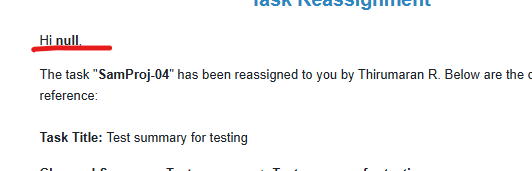 Task Reassignment
Hi null,
The task "SamProj-04" has been reassigned to you by Thirumaran R. Below are the
reference:
Task Title: Test summary for testing